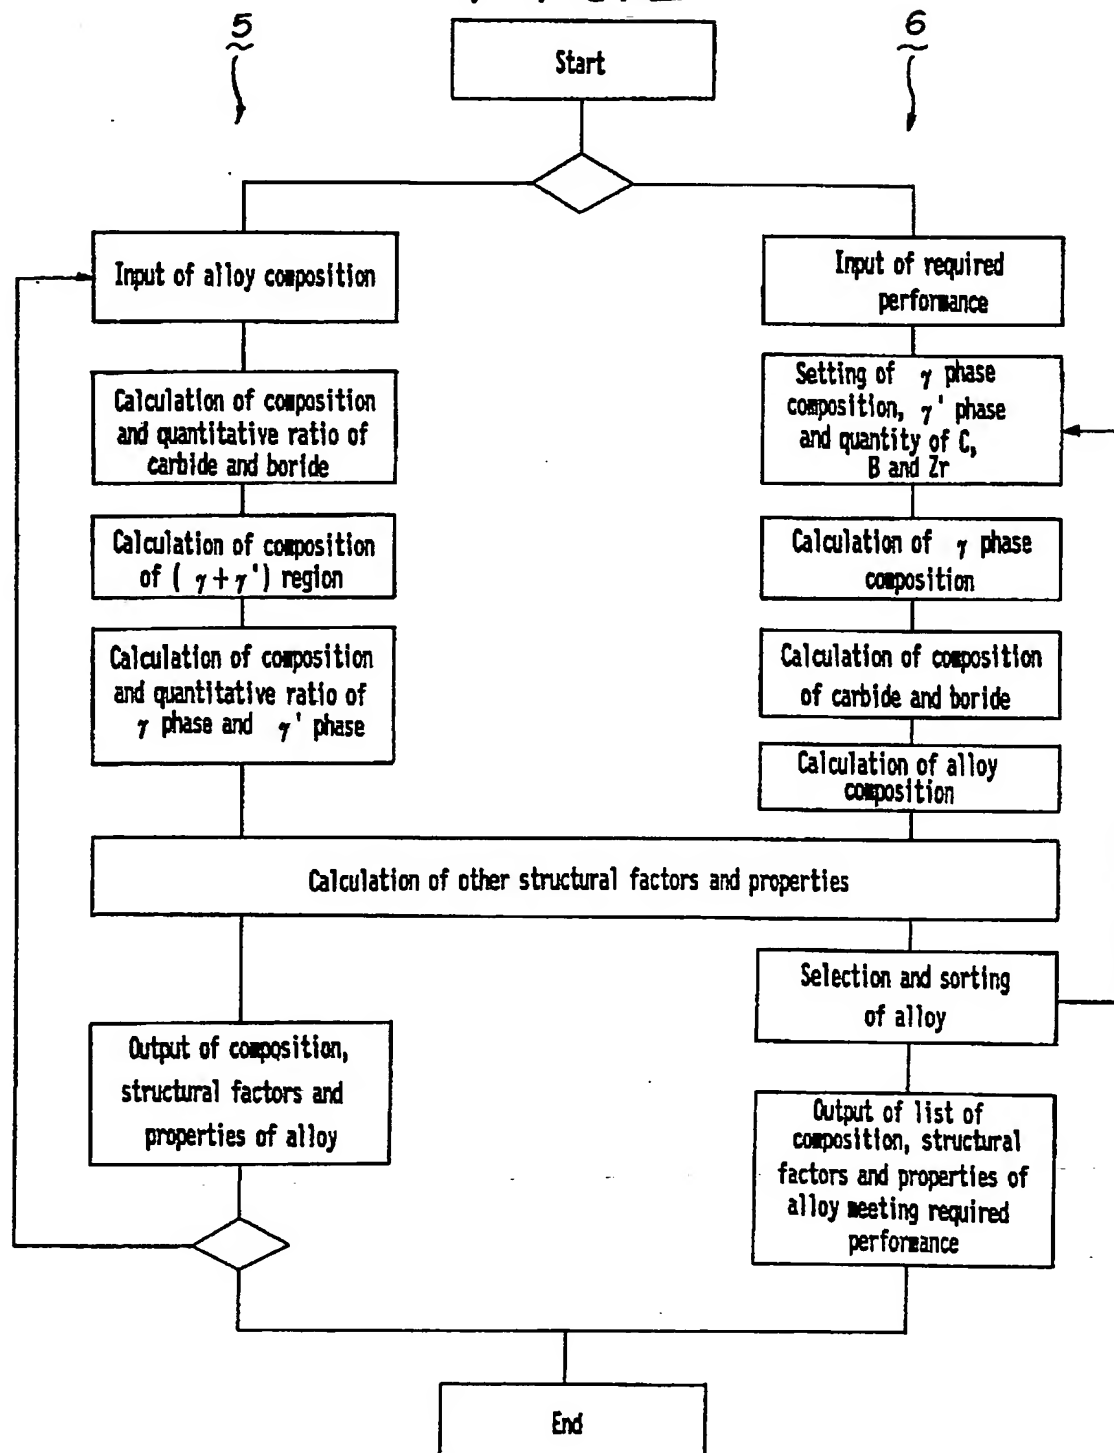 5
6
Start
Input of alloy composition
Calculation of composition
and quantitative ratio of
carbide and boride
Calculation of composition
of ( γ + γ ' ) region
Calculation of composition
and quantitative ratio of
γ phase and γ ' phase
Input of required
performance
Setting of γ phase
composition, γ ' phase
and quantity of C,
B and Zr
Calculation of γ phase
composition
Calculation of composition
of carbide and boride
Calculation of alloy
composition
Calculation of other structural factors and properties
Output of composition,
structural factors and
properties of alloy
Selection and sorting
of alloy
Output of list of
composition, structural
factors and properties of
alloy meeting required
performance
End